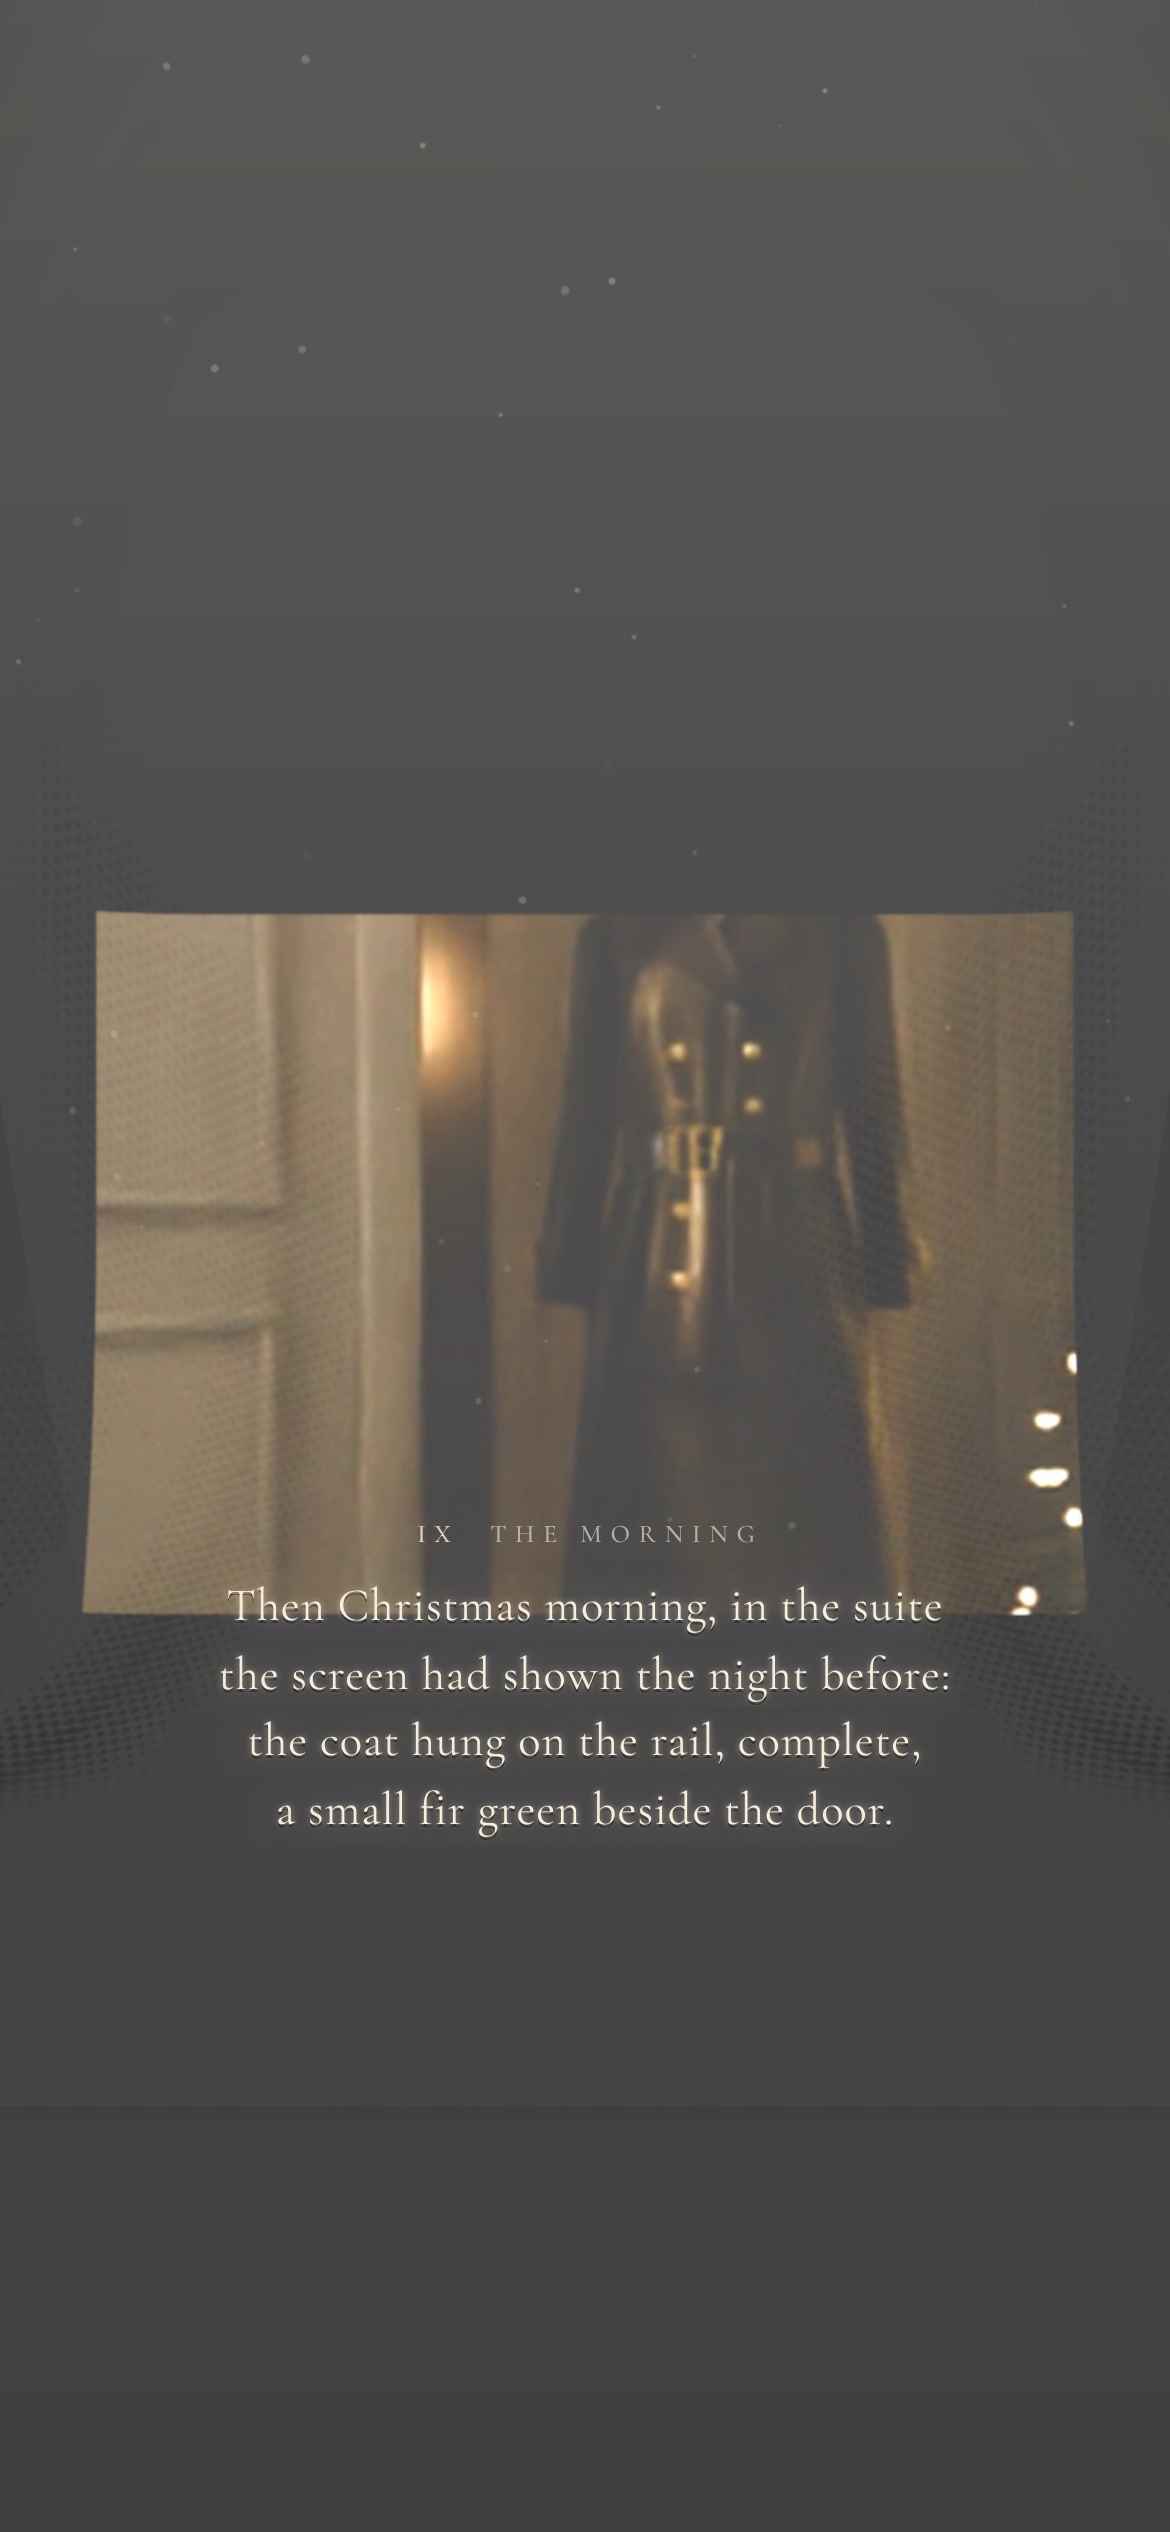 IX THE MORNING
Then Christmas morning, in the suite
the screen had shown the night before:
the coat hung on the rail, complete,
a small fir green beside the door.